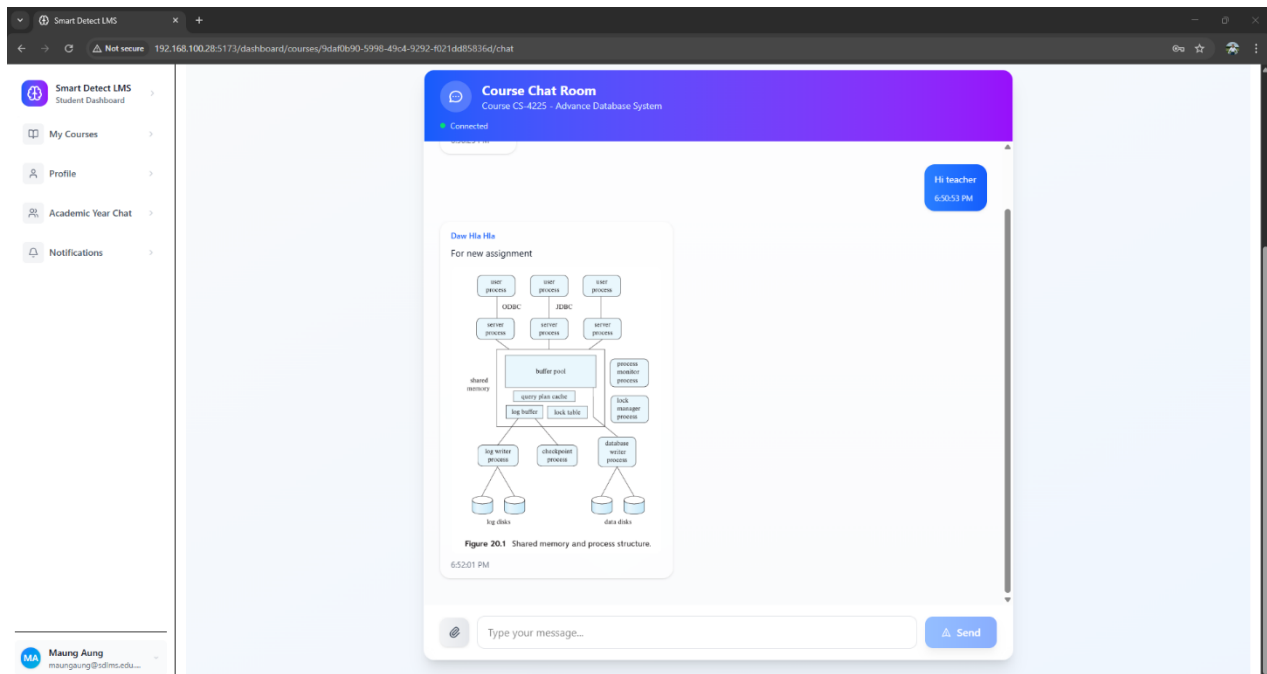 Smart Detect LMS
Not secure 192.168.100.28:5173/dashboard/courses/9daf0b90-5998-49c4-9292-f021dd85836d/chat
Smart Detect LMS
Student Dashboard
My Courses
Profile
Academic Year Chat
Notifications
Maung Aung
maungaung@sdlms.edu....
MA
Course Chat Room
Course CS-4225 - Advance Database System
Connected
Hi teacher
6:50:53 PM
Daw Hla Hla
For new assignment
user process
user process
user process
ODBC
JDBC
server process
server process
server process
shared memory
buffer pool
query plan cache
log buffer
lock table
process monitor process
lock manager process
log writer process
checkpoint process
database writer process
log disks
data disks
Figure 20.1 Shared memory and process structure.
6:52:01 PM
Type your message...
Send